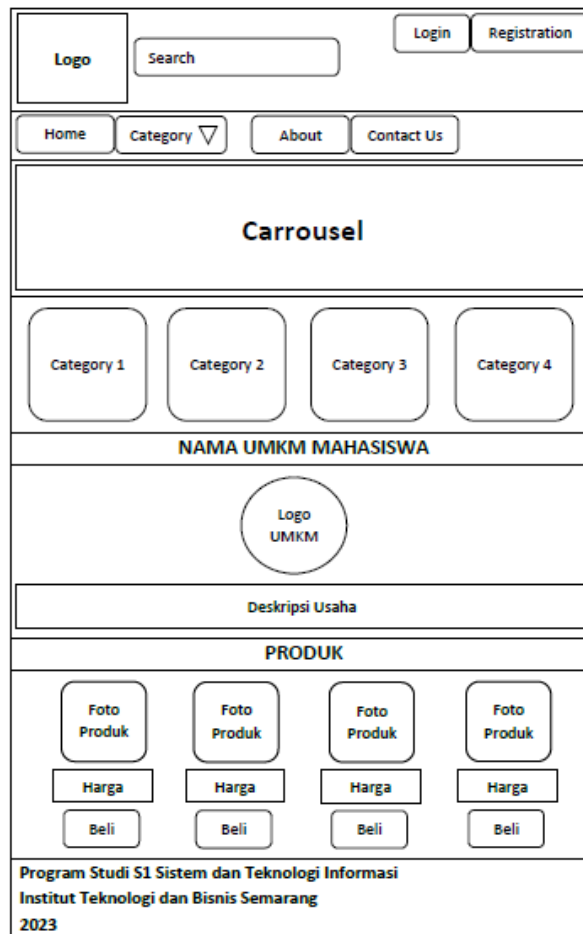 Login Registration
Logo Search
Home Category About Contact Us
Carrousel
Category 1 Category 2 Category 3 Category 4
NAMA UMKM MAHASISWA
Logo
UMKM
Deskripsi Usaha
PRODUK
Foto Foto Foto Foto
Produk Produk Produk Produk
Harga Harga Harga Harga
Beli Beli Beli Beli
Program Studi S1 Sistem dan Teknologi Informasi
Institut Teknologi dan Bisnis Semarang
2023